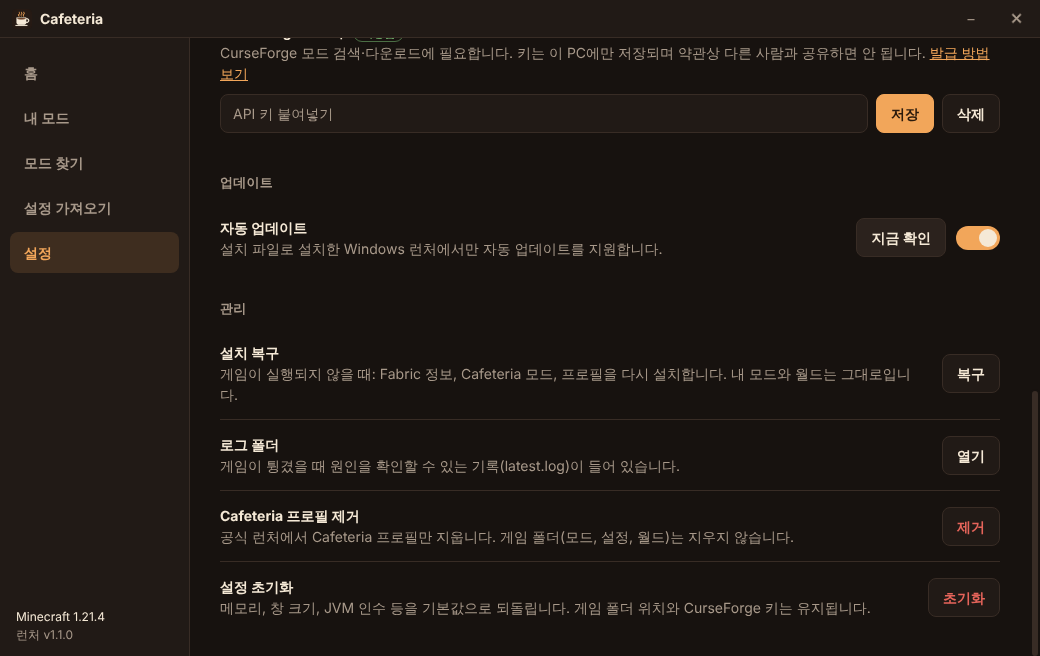 Cafeteria
홈
내 모드
모드 찾기
설정 가져오기
설정
Minecraft 1.21.4
런처 v1.1.0
CurseForge 모드 검색·다운로드에 필요합니다. 키는 이 PC에만 저장되며 약관상 다른 사람과 공유하면 안 됩니다. 발급 방법
보기
API 키 붙여넣기
저장
삭제
업데이트
자동 업데이트
설치 파일로 설치한 Windows 런처에서만 자동 업데이트를 지원합니다.
지금 확인
관리
설치 복구
게임이 실행되지 않을 때: Fabric 정보, Cafeteria 모드, 프로필을 다시 설치합니다. 내 모드와 월드는 그대로입니
다.
복구
로그 폴더
게임이 튕겼을 때 원인을 확인할 수 있는 기록(latest.log)이 들어 있습니다.
열기
Cafeteria 프로필 제거
공식 런처에서 Cafeteria 프로필만 지웁니다. 게임 폴더(모드, 설정, 월드)는 지우지 않습니다.
제거
설정 초기화
메모리, 창 크기, JVM 인수 등을 기본값으로 되돌립니다. 게임 폴더 위치와 CurseForge 키는 유지됩니다.
초기화